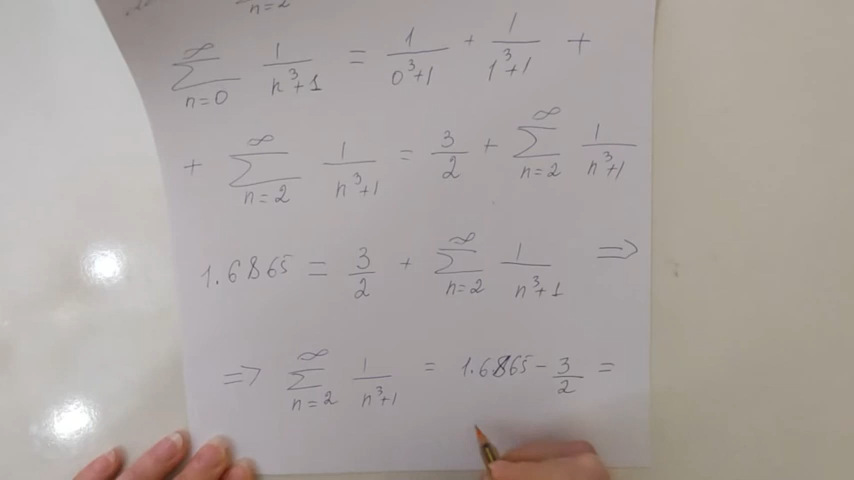 n=2
∞ ∑ n=0 1/(n³+1) = 1/(0³+1) + 1/(1³+1) +
+ ∞ ∑ n=2 1/(n³+1) = 3/2 + ∞ ∑ n=2 1/(n³+1)
1.6865 = 3/2 + ∞ ∑ n=2 1/(n³+1) ⇒
⇒ ∞ ∑ n=2 1/(n³+1) = 1.6865 - 3/2 =